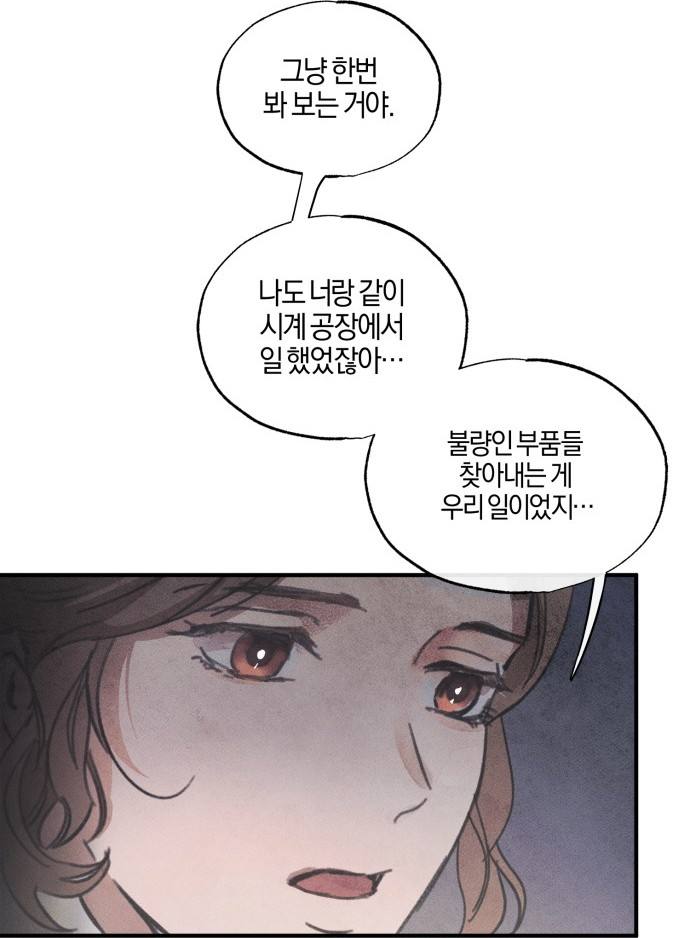 그냥 한번
봐 보는 거야.
나도 너랑 같이
시계 공장에서
일 했었잖아…
불량인 부품들
찾아내는 게
우리 일이었지…